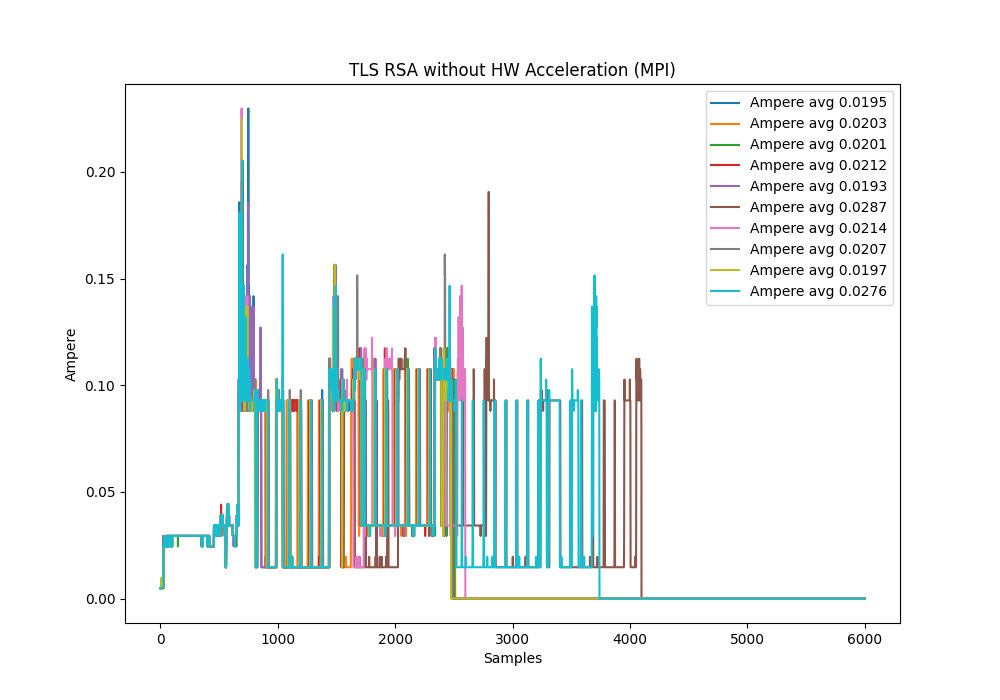 TLS RSA without HW Acceleration (MPI)
Ampere avg 0.0195
Ampere avg 0.0203
Ampere avg 0.0201
Ampere avg 0.0212
Ampere avg 0.0193
Ampere avg 0.0287
Ampere avg 0.0214
Ampere avg 0.0207
Ampere avg 0.0197
Ampere avg 0.0276
Ampere
0.20
0.15
0.10
0.05
0.00
0 1000 2000 3000 4000 5000 6000
Samples